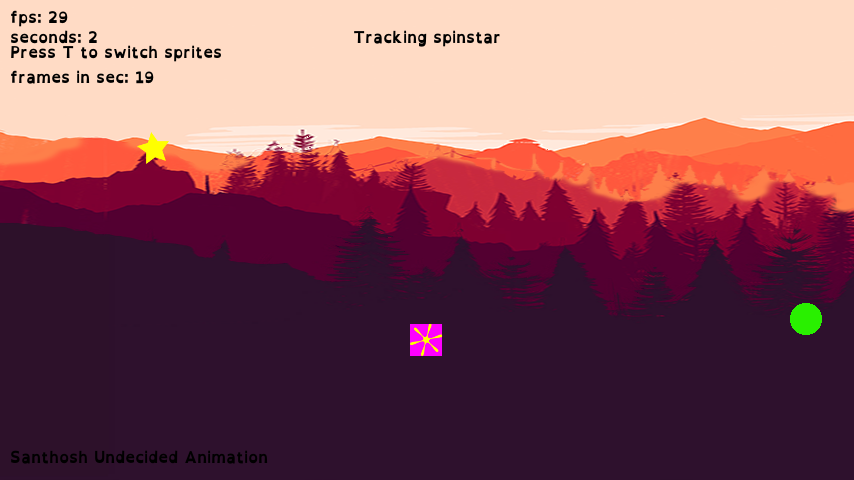 fps: 29
seconds: 2
Tracking spinstar
Press T to switch sprites
frames in sec: 19
Santhosh Undecided Animation